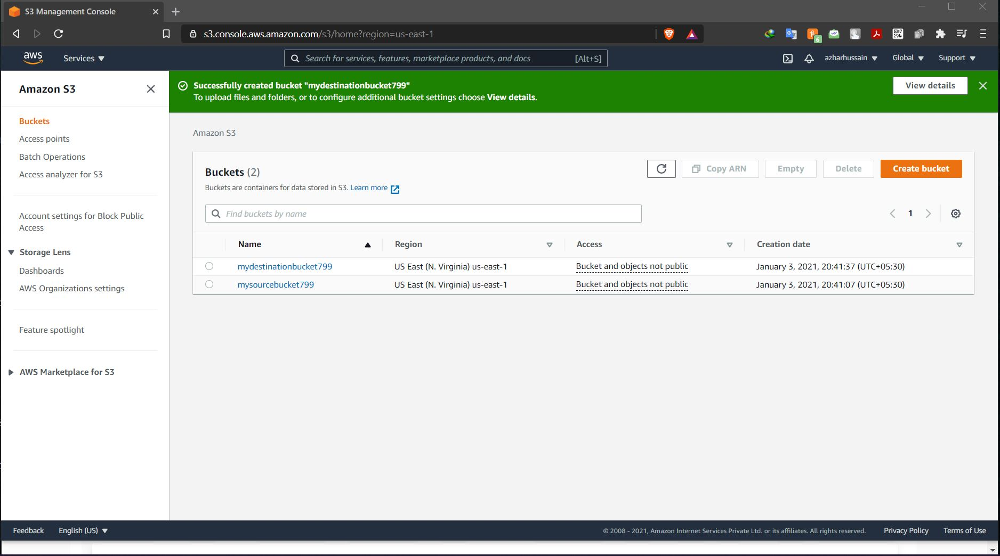 S3 Management Console
s3.console.aws.amazon.com/s3/home?region=us-east-1
6
aws
Services
Search for services, features, marketplace products, and docs [Alt+S]
azharhussain
Global
Support
Amazon S3
Buckets
Access points
Batch Operations
Access analyzer for S3
Account settings for Block Public
Access
Storage Lens
Dashboards
AWS Organizations settings
Feature spotlight
AWS Marketplace for S3
Successfully created bucket "mydestinationbucket799"
To upload files and folders, or to configure additional bucket settings choose View details.
View details
Amazon S3
Buckets (2)
Copy ARN
Empty
Delete
Create bucket
Buckets are containers for data stored in S3. Learn more
Find buckets by name
1
Name Region Access Creation date
mydestinationbucket799 US East (N. Virginia) us-east-1 Bucket and objects not public January 3, 2021, 20:41:37 (UTC+05:30)
mysourcebucket799 US East (N. Virginia) us-east-1 Bucket and objects not public January 3, 2021, 20:41:07 (UTC+05:30)
Feedback
English (US)
© 2008 - 2021, Amazon Internet Services Private Ltd. or its affiliates. All rights reserved.
Privacy Policy
Terms of Use